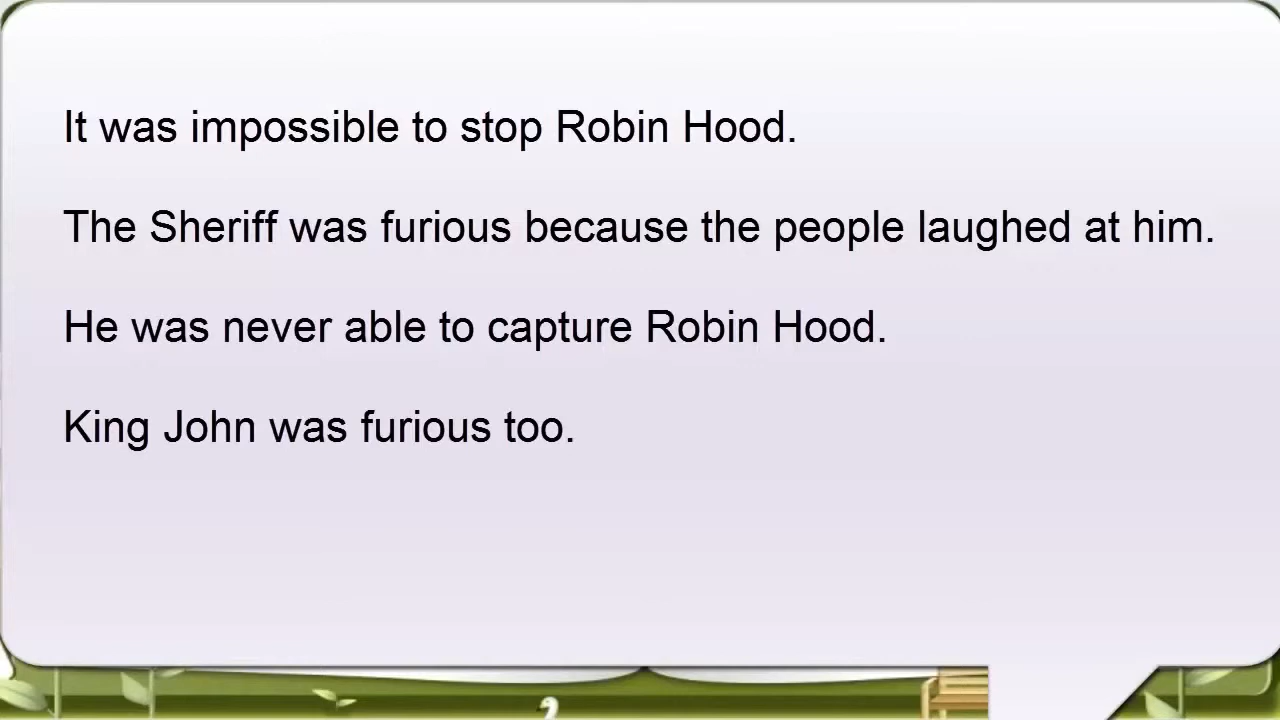 It was impossible to stop Robin Hood.
The Sheriff was furious because the people laughed at him.
He was never able to capture Robin Hood.
King John was furious too.